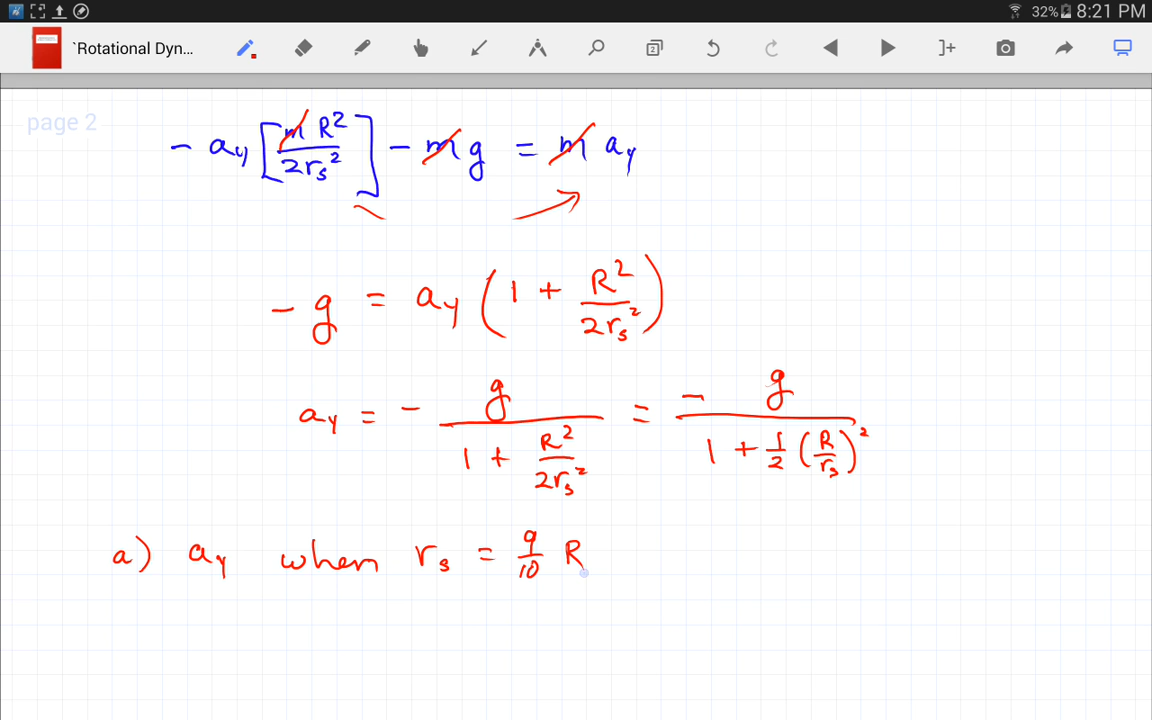 32% 8:21 PM
`Rotational Dyn...
2
page 2
- a_y [ m R^2 / 2r_s^2 ] - m g = m a_y
- g = a_y ( 1 + R^2 / 2r_s^2 )
a_y = - g / (1 + R^2 / 2r_s^2) = - g / (1 + 1/2 (R/r_s)^2)
a) a_y when r_s = 9/10 R